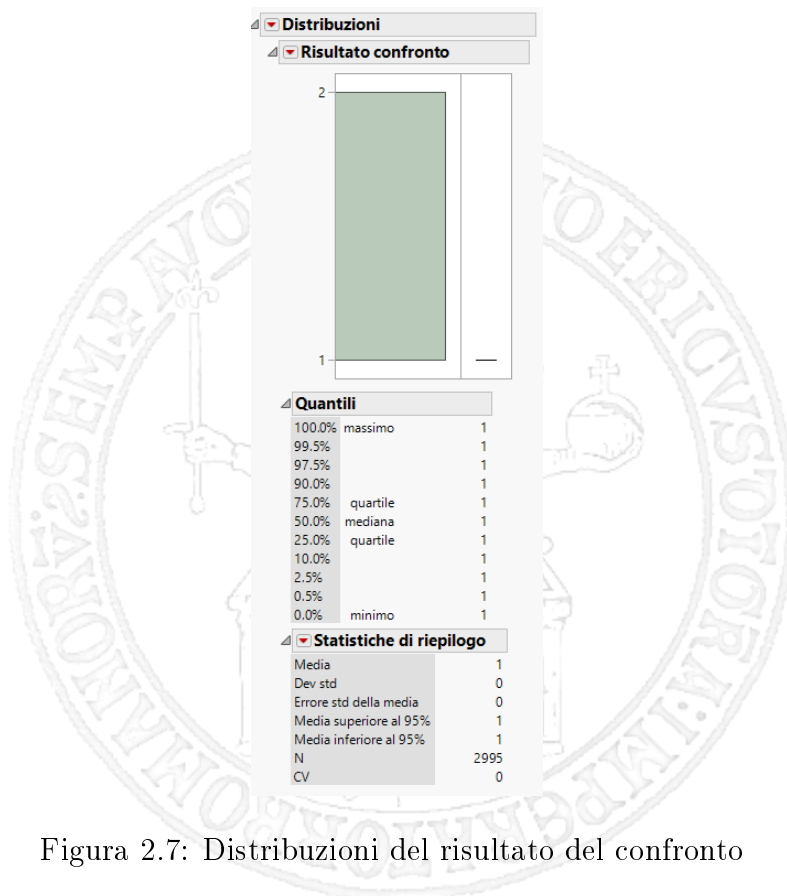 Distribuzioni
Risultato confronto
2
1
Quantili
100.0% massimo 1
99.5% 1
97.5% 1
90.0% 1
75.0% quartile 1
50.0% mediana 1
25.0% quartile 1
10.0% 1
2.5% 1
0.5% 1
0.0% minimo 1
Statistiche di riepilogo
Media 1
Dev std 0
Errore std della media 0
Media superiore al 95% 1
Media inferiore al 95% 1
N 2995
CV 0
Figura 2.7: Distribuzioni del risultato del confronto